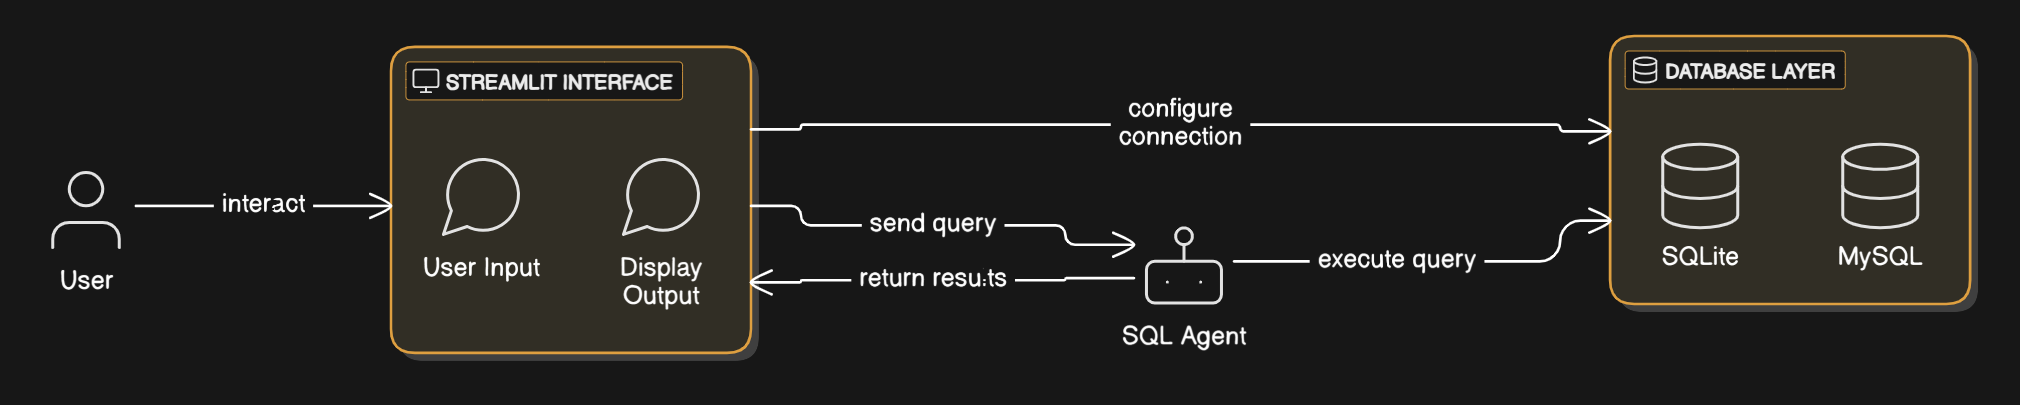 STREAMLIT INTERFACE
DATABASE LAYER
configure
connection
interact
send query
User Input
Display
Output
return results
execute query
SQLite
MySQL
User
SQL Agent